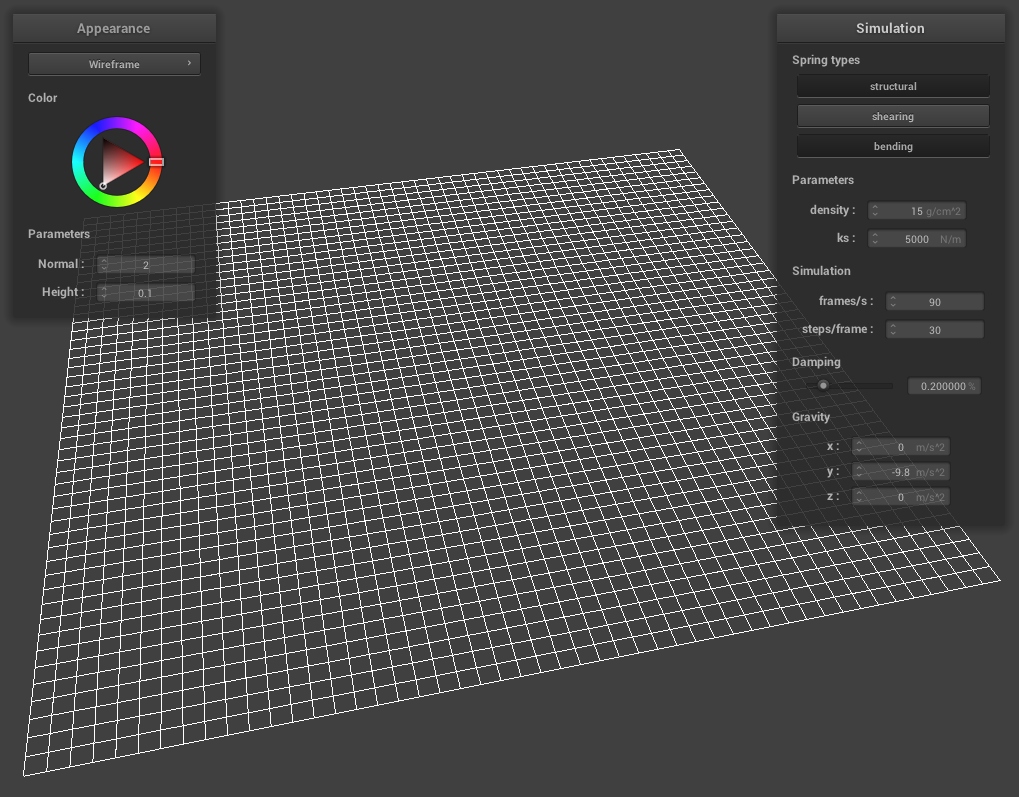 Appearance
Wireframe ›
Color
Parameters
Normal : 2
Height : 0.1
Simulation
Spring types
structural
shearing
bending
Parameters
density : 15 g/cm^2
ks : 5000 N/m
Simulation
frames/s : 90
steps/frame : 30
Damping
0.200000 %
Gravity
x : 0 m/s^2
y : -9.8 m/s^2
z : 0 m/s^2